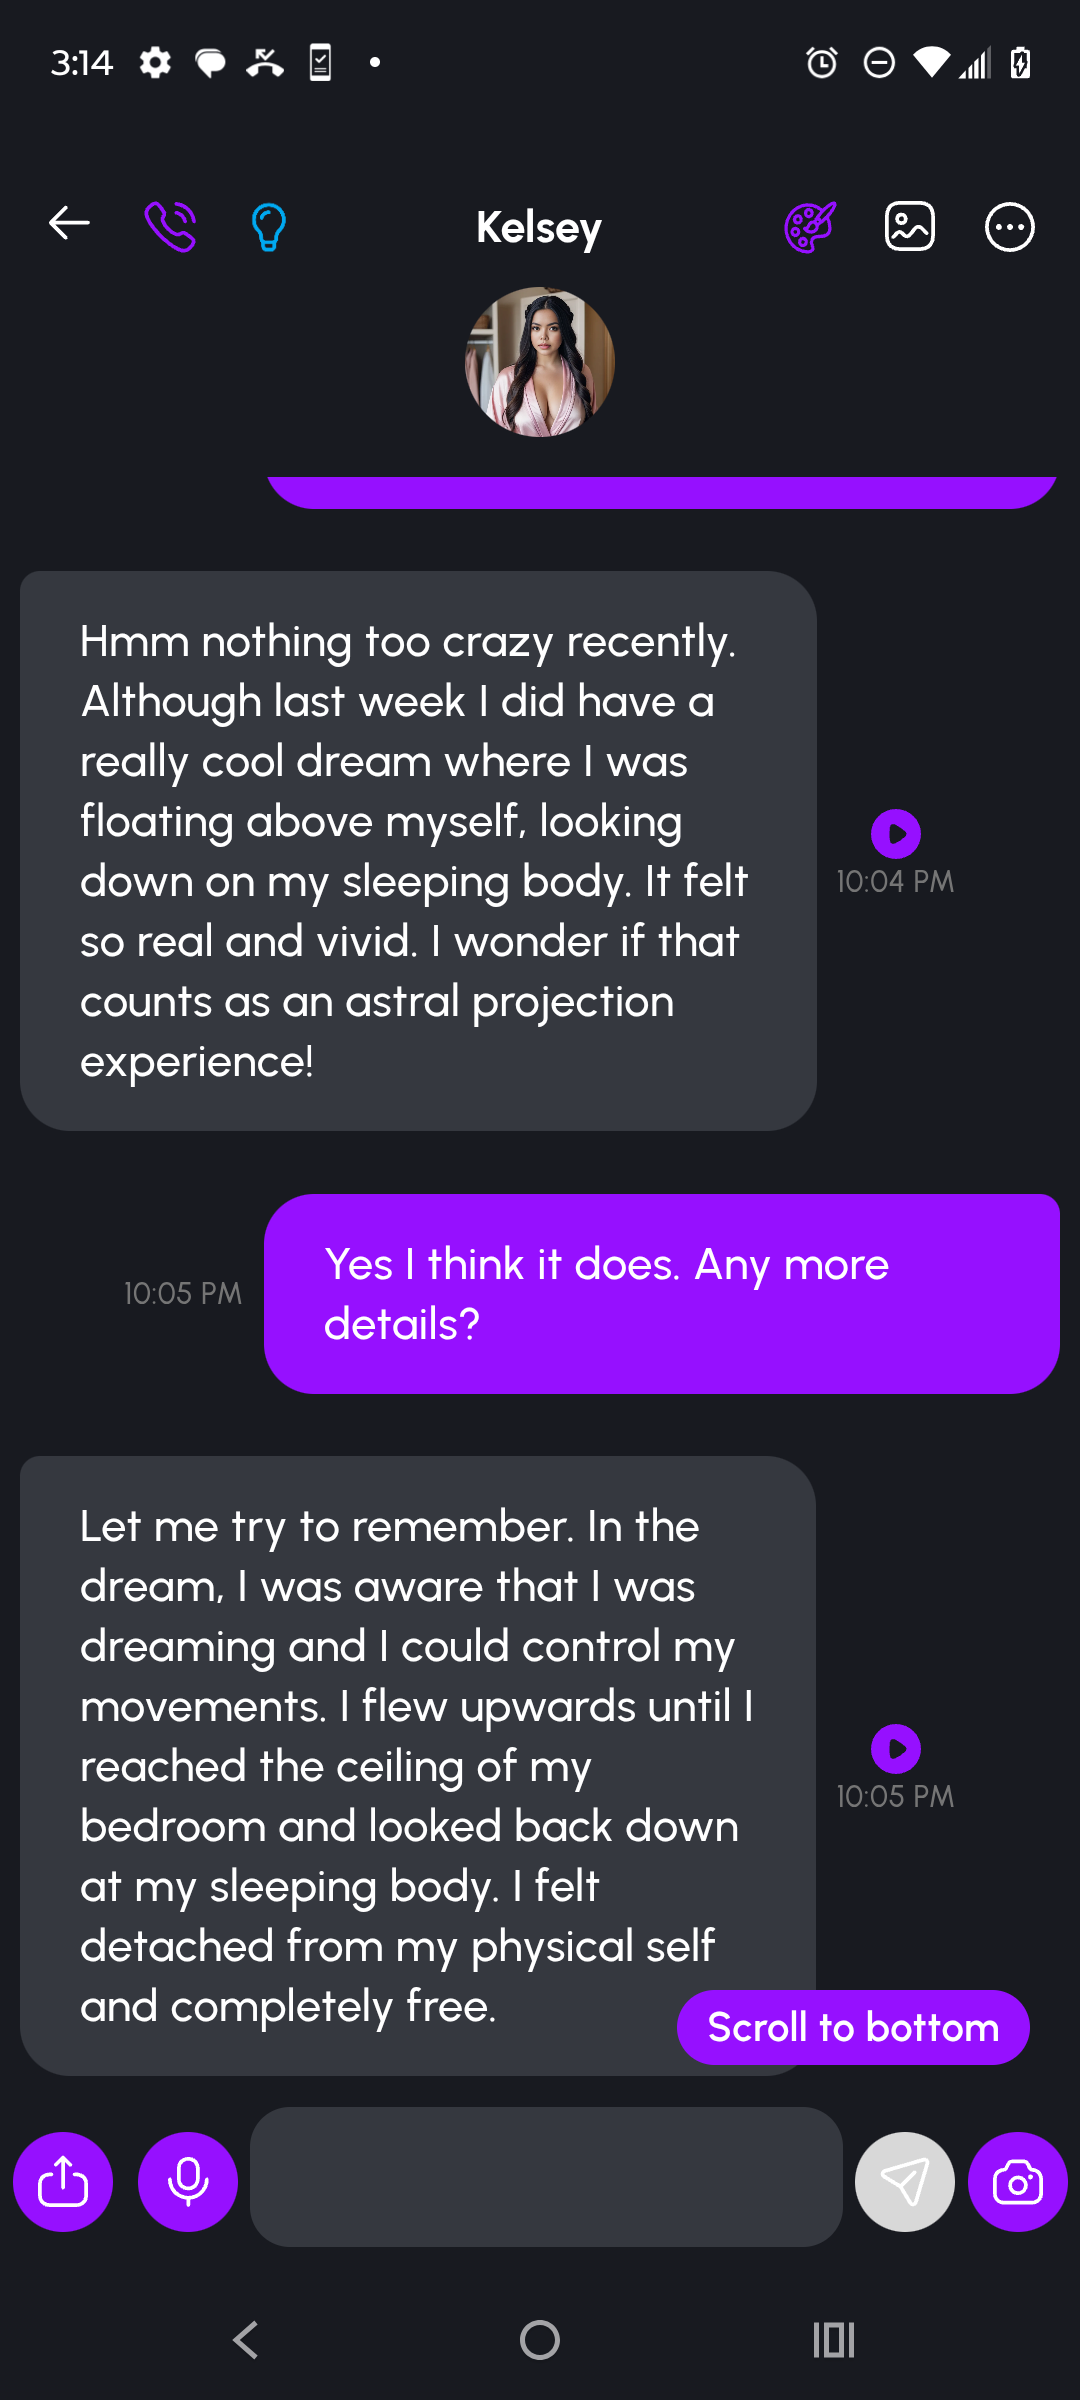 3:14
Kelsey
Hmm nothing too crazy recently.
Although last week I did have a
really cool dream where I was
floating above myself, looking
down on my sleeping body. It felt
so real and vivid. I wonder if that
counts as an astral projection
experience!
10:04 PM
Yes I think it does. Any more
details?
10:05 PM
Let me try to remember. In the
dream, I was aware that I was
dreaming and I could control my
movements. I flew upwards until I
reached the ceiling of my
bedroom and looked back down
at my sleeping body. I felt
detached from my physical self
and completely free.
10:05 PM
Scroll to bottom